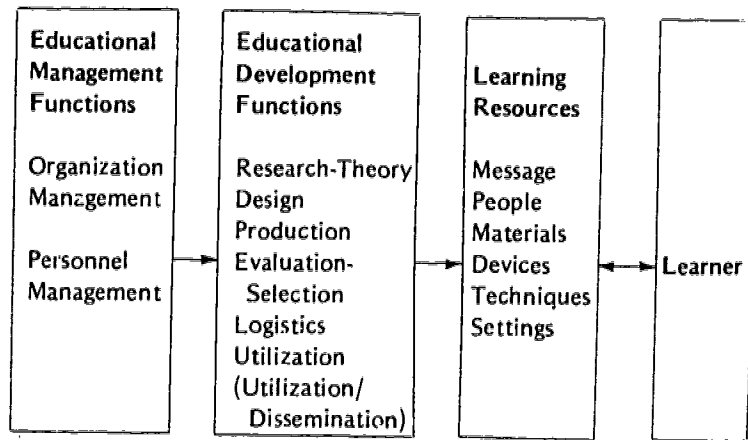 Educational
Management
Functions
Organization
Management
Personnel
Management
Educational
Development
Functions
Research-Theory
Design
Production
Evaluation-
Selection
Logistics
Utilization
(Utilization/
Dissemination)
Learning
Resources
Message
People
Materials
Devices
Techniques
Settings
Learner